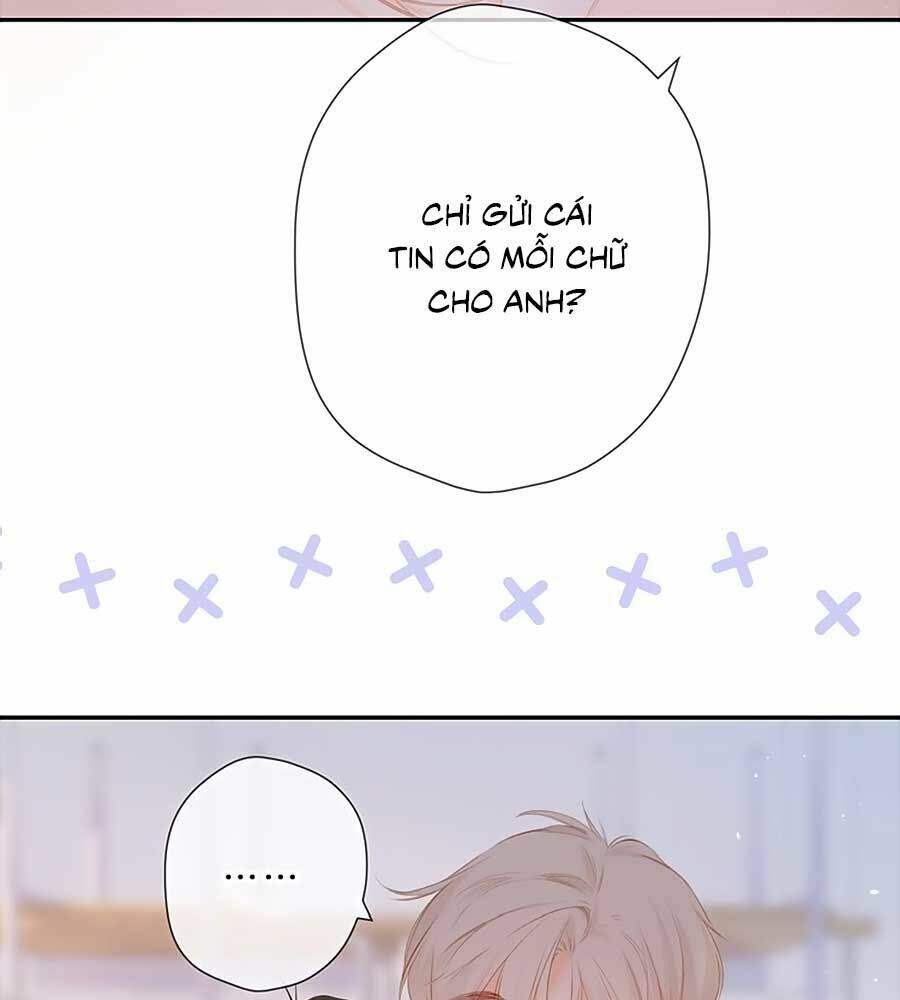 CHỈ GỬI CÁI
TIN CÓ MỖI CHỮ
CHO ANH?
......